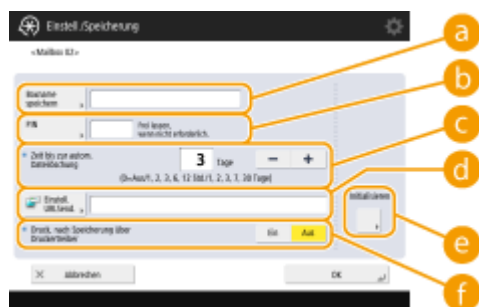 Einstell./Speicherung
<Mailbox 02>
a
Boxname
speichern
b
PIN
Frei lassen,
wenn nicht erforderlich.
c
Zeit bis zur autom.
Dateilöschung
3 Tage − +
(0=Aus/1, 2, 3, 6, 12 Std./1, 2, 3, 7, 30 Tage)
d
Einstell.
URL Send.
Initialisieren
e
Druck. nach Speicherung über
Druckertreiber
Ein Aus
f
Abbrechen OK